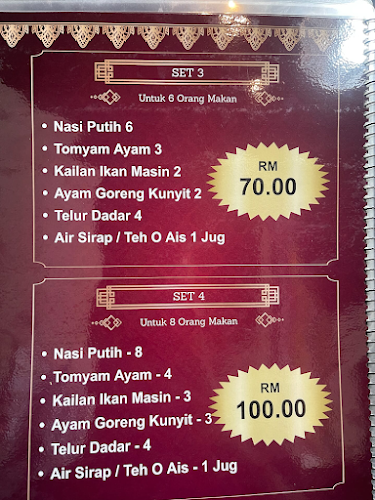 SET 3
Untuk 6 Orang Makan
• Nasi Putih 6
• Tomyam Ayam 3
• Kailan Ikan Masin 2
• Ayam Goreng Kunyit 2
• Telur Dadar 4
• Air Sirap / Teh O Ais 1 Jug
RM
70.00
SET 4
Untuk 8 Orang Makan
• Nasi Putih - 8
• Tomyam Ayam - 4
• Kailan Ikan Masin - 3
• Ayam Goreng Kunyit - 3
• Telur Dadar - 4
• Air Sirap / Teh O Ais - 1 Jug
RM
100.00